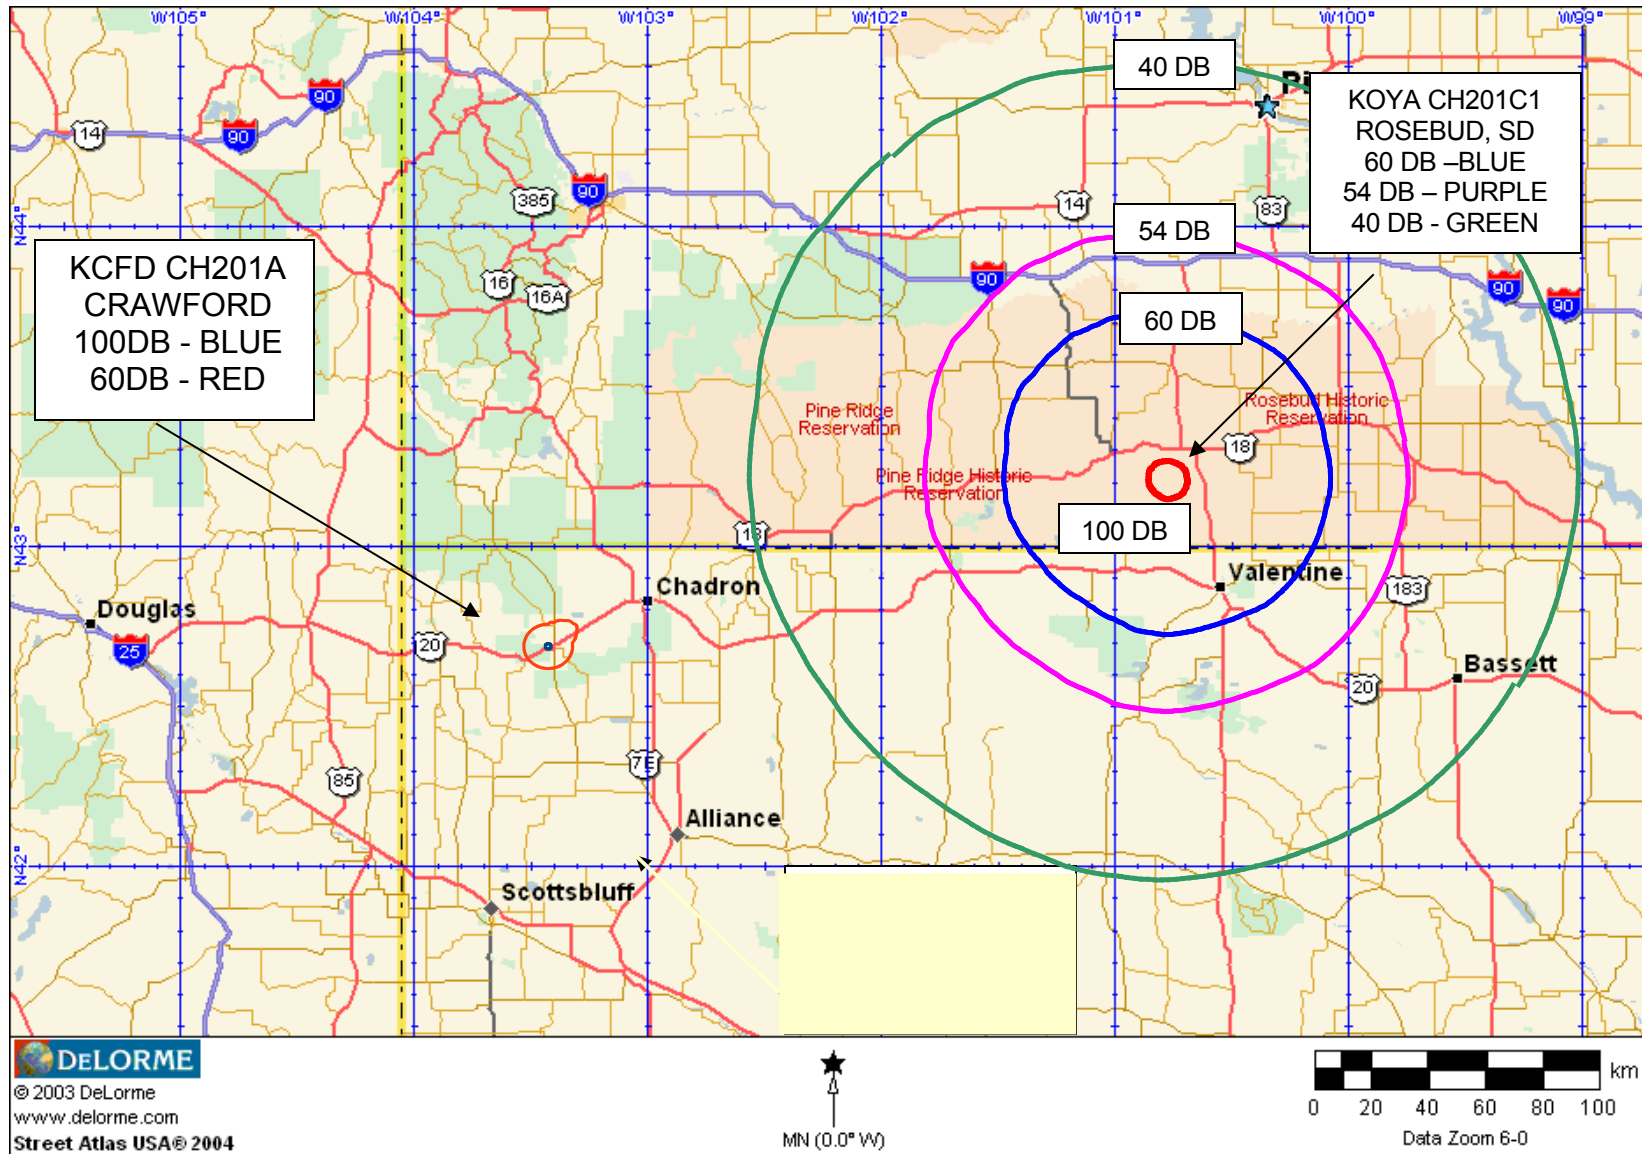 W105°
W104°
W103°
W102°
W101°
W100°
W99°
40 DB
KOYA CH201C1
ROSEBUD, SD
60 DB –BLUE
54 DB – PURPLE
40 DB - GREEN
90
14
90
90
385
14
83
N44°
54 DB
KCFD CH201A
CRAWFORD
100DB - BLUE
60DB - RED
16
16A
90
90
90
60 DB
Pine Ridge
Reservation
Rosebud Historic
Reservation
18
Pine Ridge Historic
Reservation
100 DB
18
N43°
Chadron
Valentine
183
Douglas
25
20
Bassett
20
85
7E
Alliance
N42°
Scottsbluff
DELORME
© 2003 DeLorme
www.delorme.com
Street Atlas USA® 2004
MN (0.0° W)
km
0 20 40 60 80 100
Data Zoom 6-0